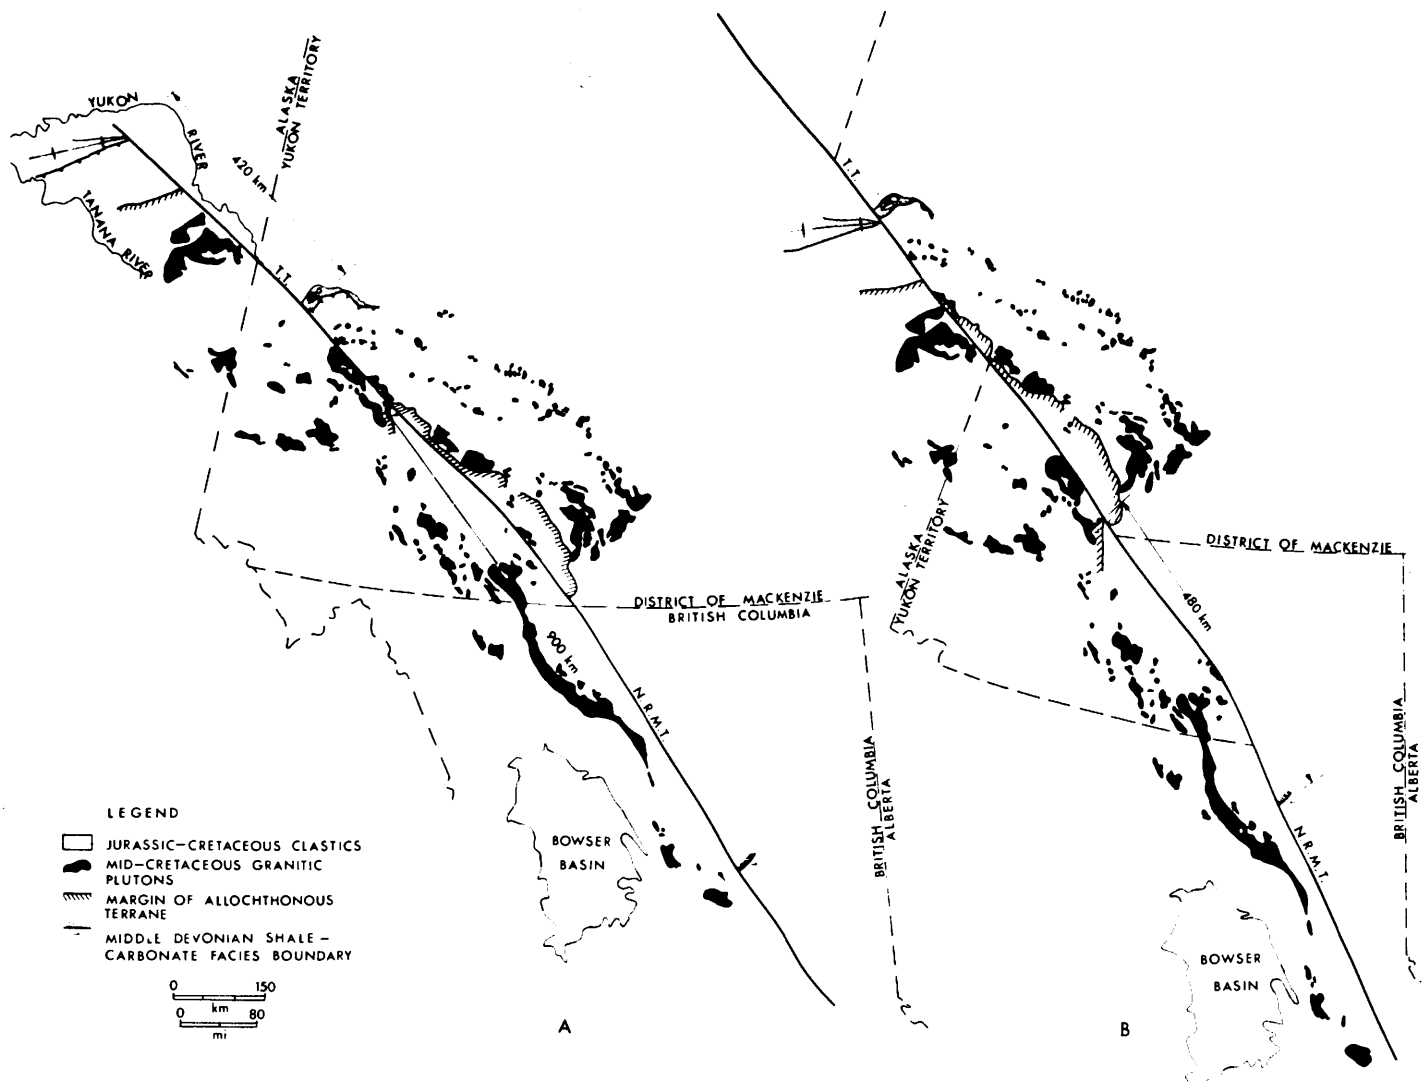 YUKON
RIVER
TANANA RIVER
ALASKA
YUKON TERRITORY
420 km
T.T.
DISTRICT OF MACKENZIE
BRITISH COLUMBIA
900 km
N.R.M.T.
BRITISH COLUMBIA
ALBERTA
BOWSER
BASIN
LEGEND
JURASSIC-CRETACEOUS CLASTICS
MID-CRETACEOUS GRANITIC
PLUTONS
MARGIN OF ALLOCHTHONOUS
TERRANE
MIDDLE DEVONIAN SHALE-
CARBONATE FACIES BOUNDARY
0 150
km
0 80
mi
A
T.T.
ALASKA
YUKON TERRITORY
DISTRICT OF MACKENZIE
480 km
N.R.M.T.
BRITISH COLUMBIA
ALBERTA
BOWSER
BASIN
B